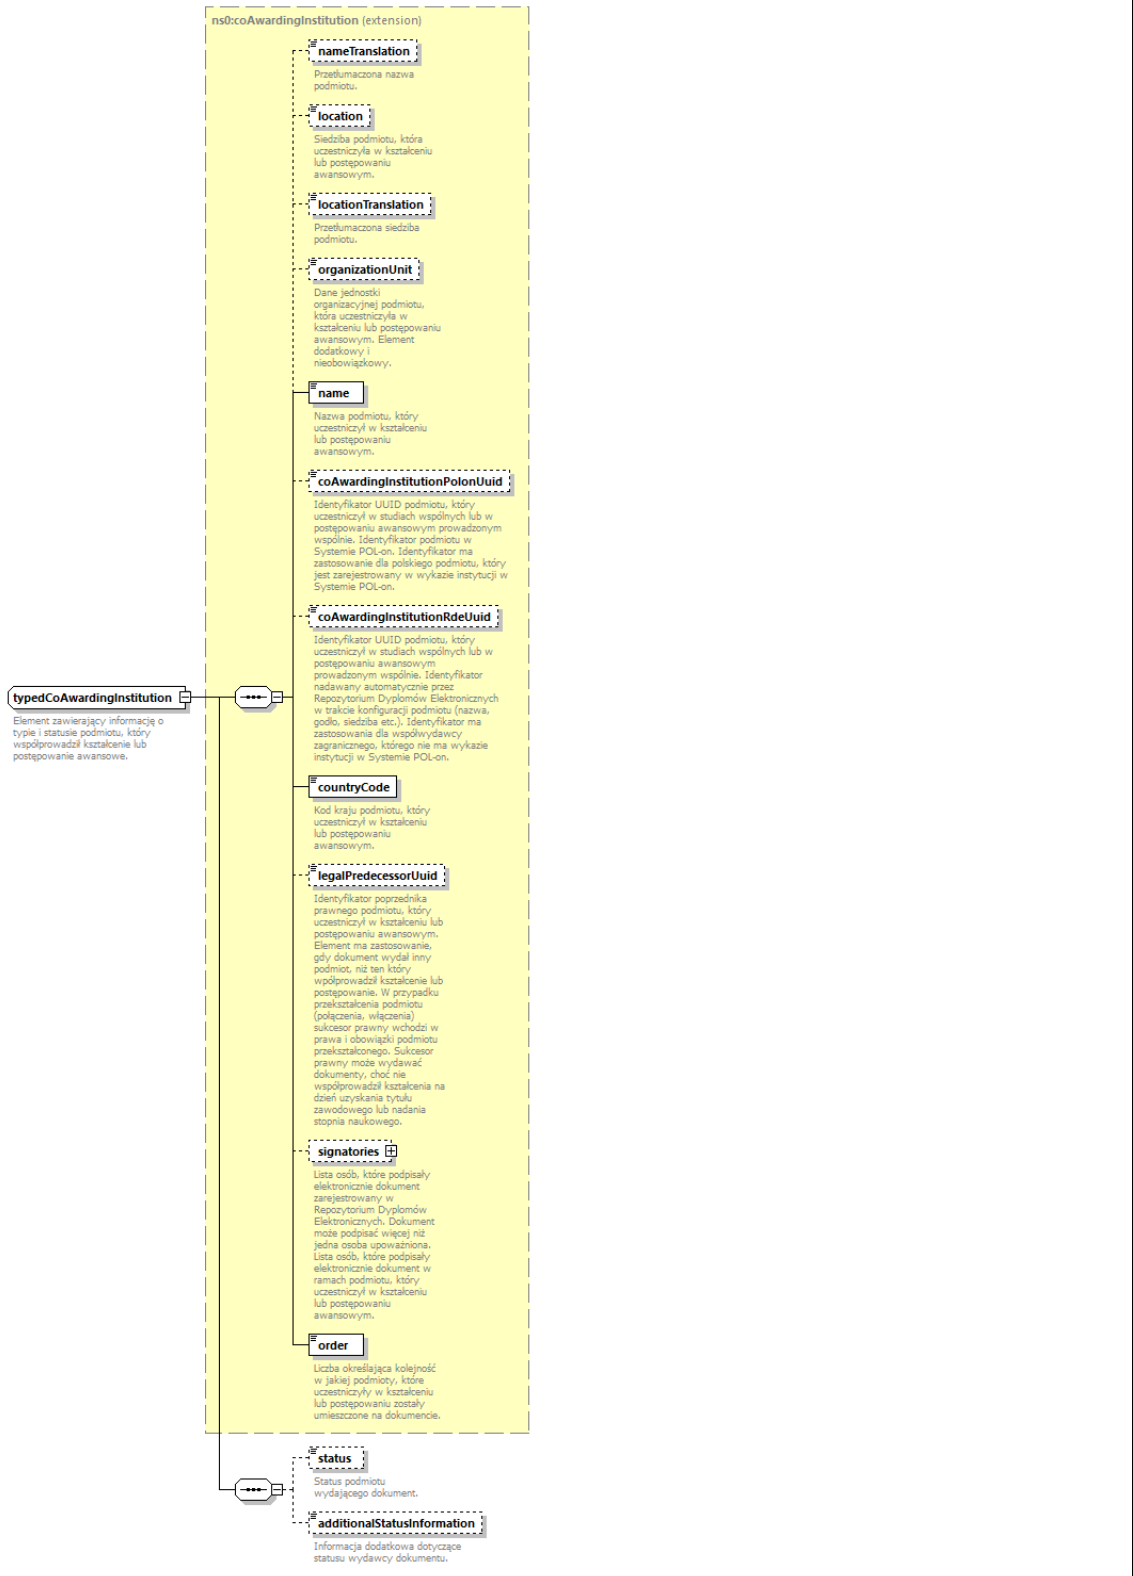 ns0:coAwardingInstitution (extension)
nameTranslation
Przetłumaczona nazwa
podmiotu.
location
Siedziba podmiotu, która
uczestniczyła w kształceniu
lub postępowaniu
awansowym.
locationTranslation
Przetłumaczona siedziba
podmiotu.
organizationUnit
Dane jednostki
organizacyjnej podmiotu,
która uczestniczyła w
kształceniu lub postępowaniu
awansowym. Element
dodatkowy i
nieobowiązkowy.
name
Nazwa podmiotu, który
uczestniczył w kształceniu
lub postępowaniu
awansowym.
coAwardingInstitutionPolonUuid
Identyfikator UUID podmiotu, który
uczestniczył w studiach wspólnych lub w
postępowaniu awansowym prowadzonym
wspólnie. Identyfikator podmiotu w
Systemie POL-on. Identyfikator ma
zastosowanie dla polskiego podmiotu, który
jest zarejestrowany w wykazie instytucji w
Systemie POL-on.
coAwardingInstitutionRdeUuid
Identyfikator UUID podmiotu, który
uczestniczył w studiach wspólnych lub w
postępowaniu awansowym
prowadzonym wspólnie. Identyfikator
nadawany automatycznie przez
Repozytorium Dyplomów Elektronicznych
w trakcie konfiguracji podmiotu (nazwa,
godło, siedziba etc.). Identyfikator ma
zastosowania dla współwydawcy
zagranicznego, którego nie ma wykazie
instytucji w Systemie POL-on.
typedCoAwardingInstitution
Element zawierający informację o
typie i statusie podmiotu, który
współprowadził kształcenie lub
postępowanie awansowe.
countryCode
Kod kraju podmiotu, który
uczestniczył w kształceniu
lub postępowaniu
awansowym.
legalPredecessorUuid
Identyfikator poprzednika
prawnego podmiotu, który
uczestniczył w kształceniu lub
postępowaniu awansowym.
Element ma zastosowanie,
gdy dokument wydał inny
podmiot, niż ten który
wpółprowadził kształcenie lub
postępowanie. W przypadku
przekształcenia podmiotu
(połączenia, włączenia)
sukcesor prawny wchodzi w
prawa i obowiązki podmiotu
przekształconego. Sukcesor
prawny może wydawać
dokumenty, choć nie
współprowadził kształcenia na
dzień uzyskania tytułu
zawodowego lub nadania
stopnia naukowego.
signatories
Lista osób, które podpisały
elektronicznie dokument
zarejestrowany w
Repozytorium Dyplomów
Elektronicznych. Dokument
może podpisać więcej niż
jedna osoba upoważniona.
Lista osób, które podpisały
elektronicznie dokument w
ramach podmiotu, który
uczestniczył w kształceniu
lub postępowaniu
awansowym.
order
Liczba określająca kolejność
w jakiej podmioty, które
uczestniczyły w kształceniu
lub postępowaniu zostały
umieszczone na dokumencie.
status
Status podmiotu
wydającego dokument.
additionalStatusInformation
Informacja dodatkowa dotyczące
statusu wydawcy dokumentu.